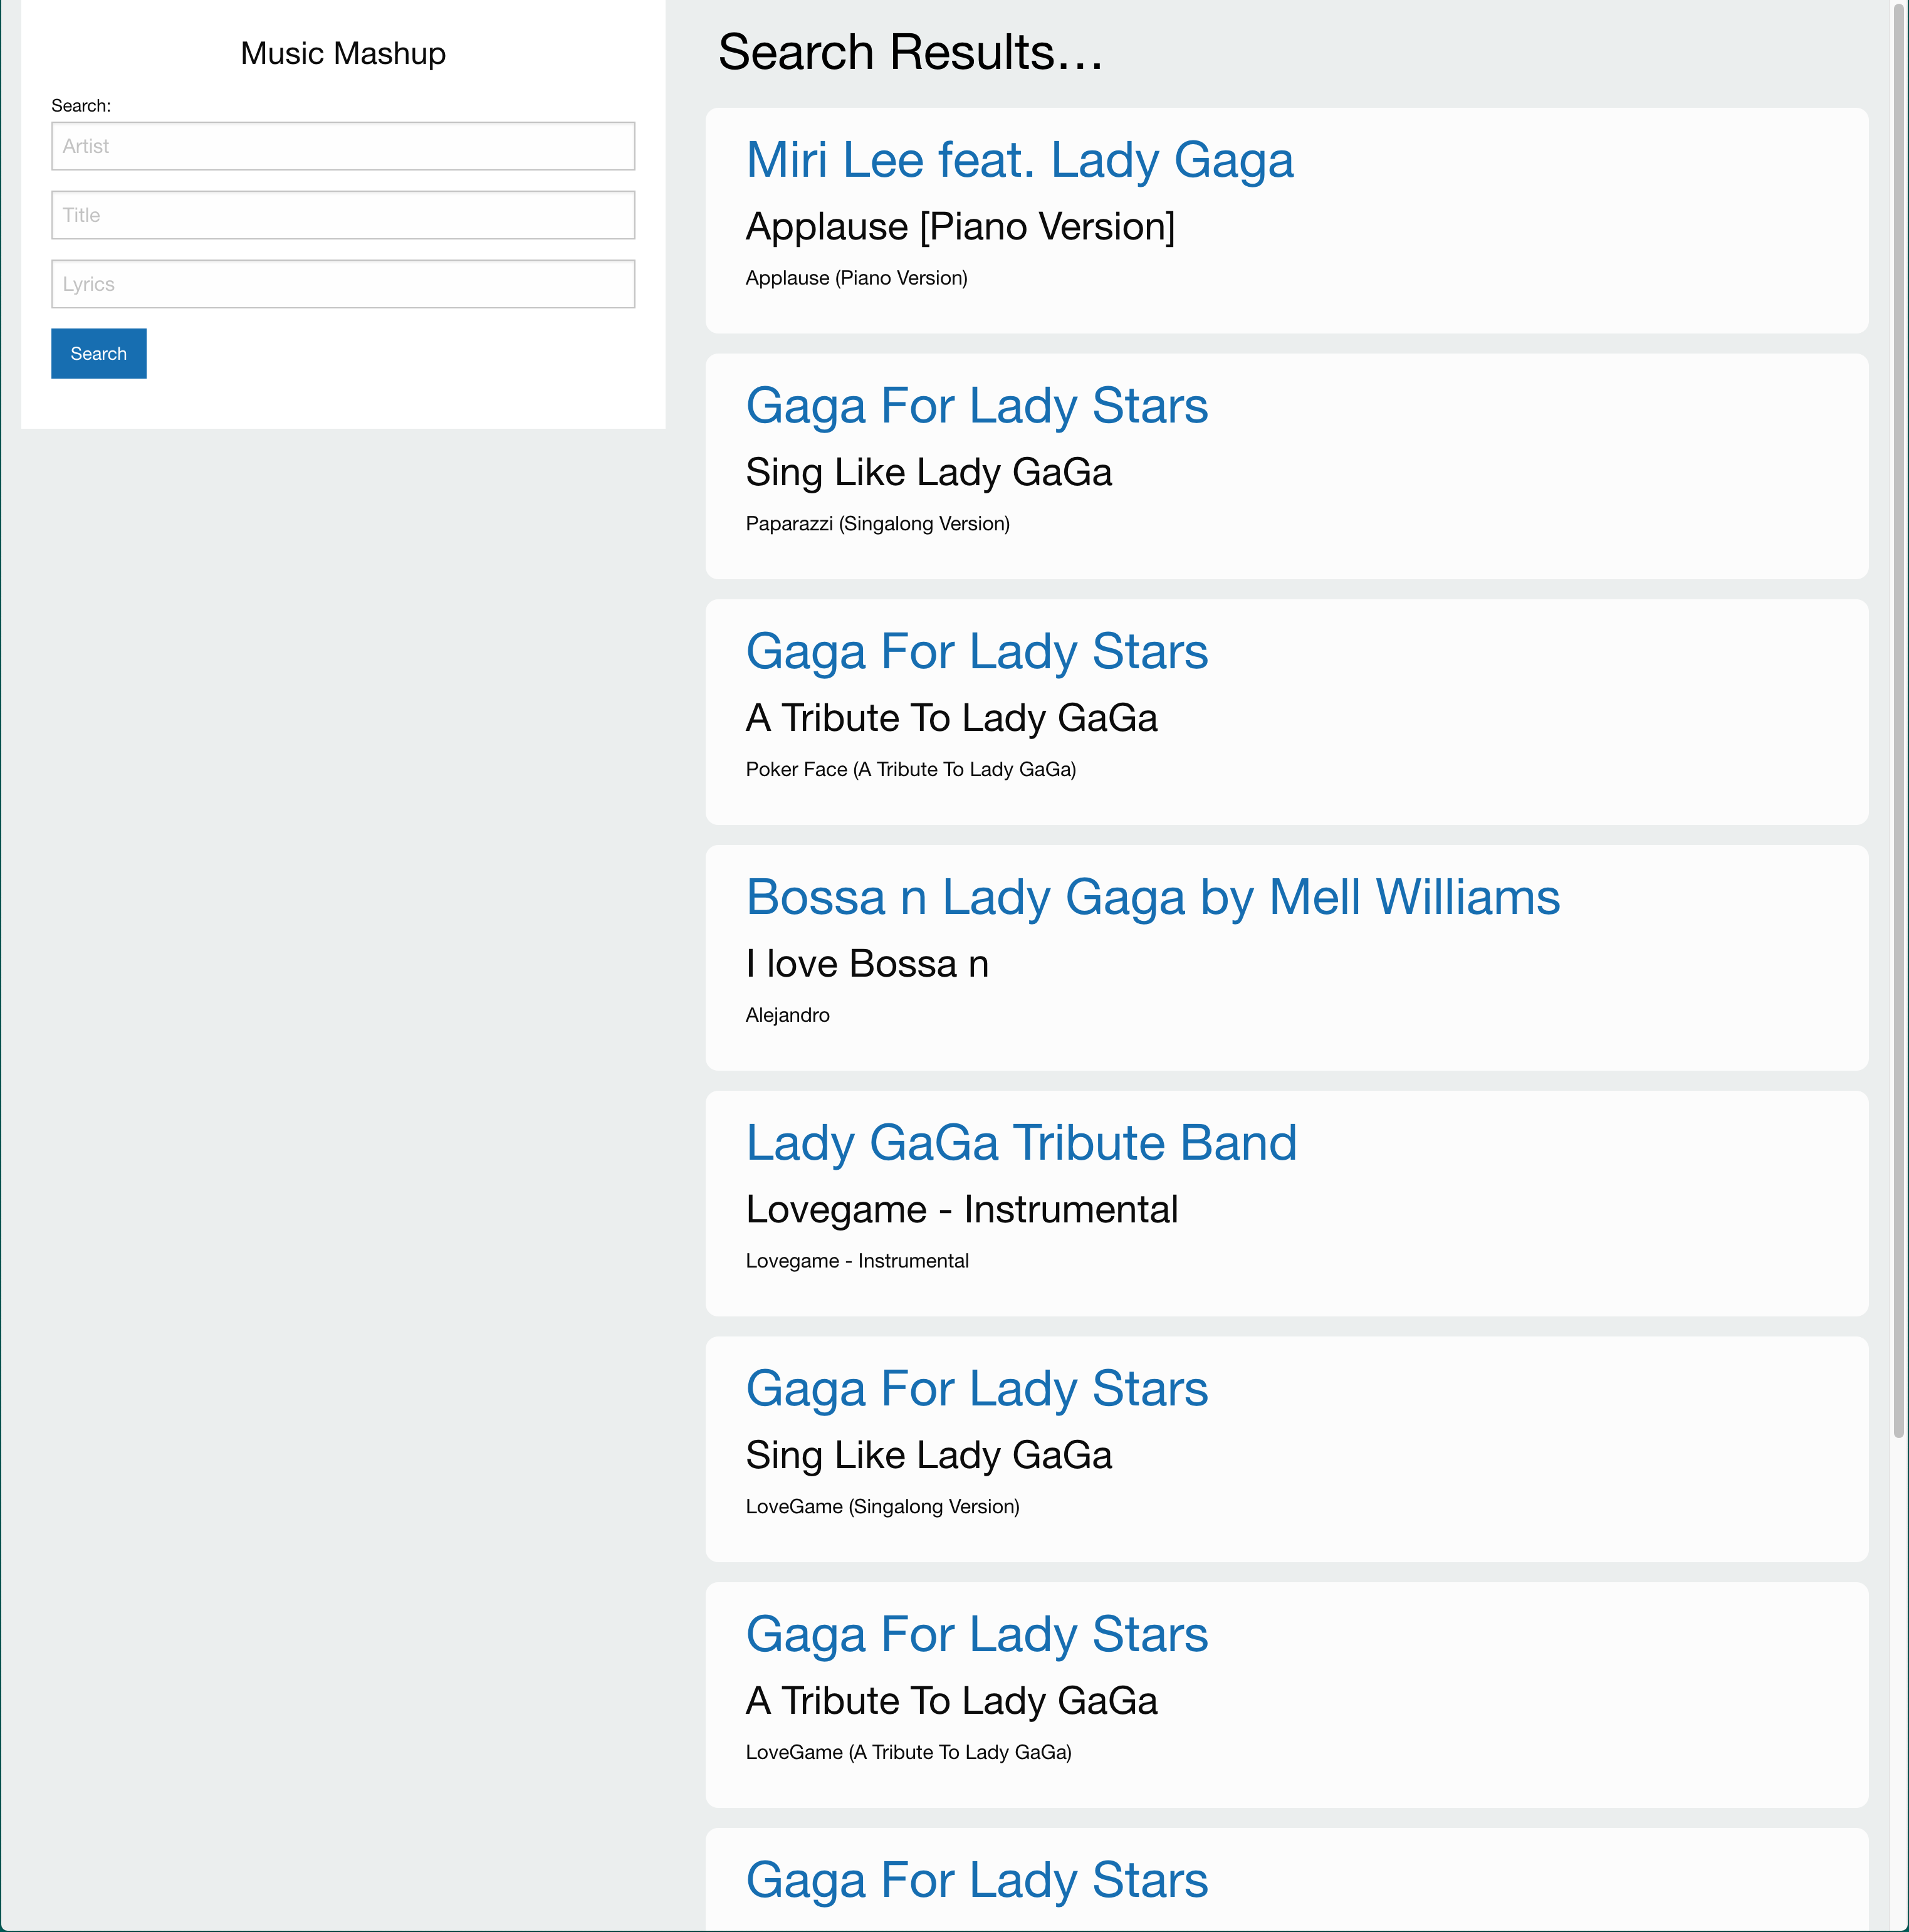 Music Mashup
Search:
Artist
Title
Lyrics
Search
Search Results...
Miri Lee feat. Lady Gaga
Applause [Piano Version]
Applause (Piano Version)
Gaga For Lady Stars
Sing Like Lady GaGa
Paparazzi (Singalong Version)
Gaga For Lady Stars
A Tribute To Lady GaGa
Poker Face (A Tribute To Lady GaGa)
Bossa n Lady Gaga by Mell Williams
I love Bossa n
Alejandro
Lady GaGa Tribute Band
Lovegame - Instrumental
Lovegame - Instrumental
Gaga For Lady Stars
Sing Like Lady GaGa
LoveGame (Singalong Version)
Gaga For Lady Stars
A Tribute To Lady GaGa
LoveGame (A Tribute To Lady GaGa)
Gaga For Lady Stars